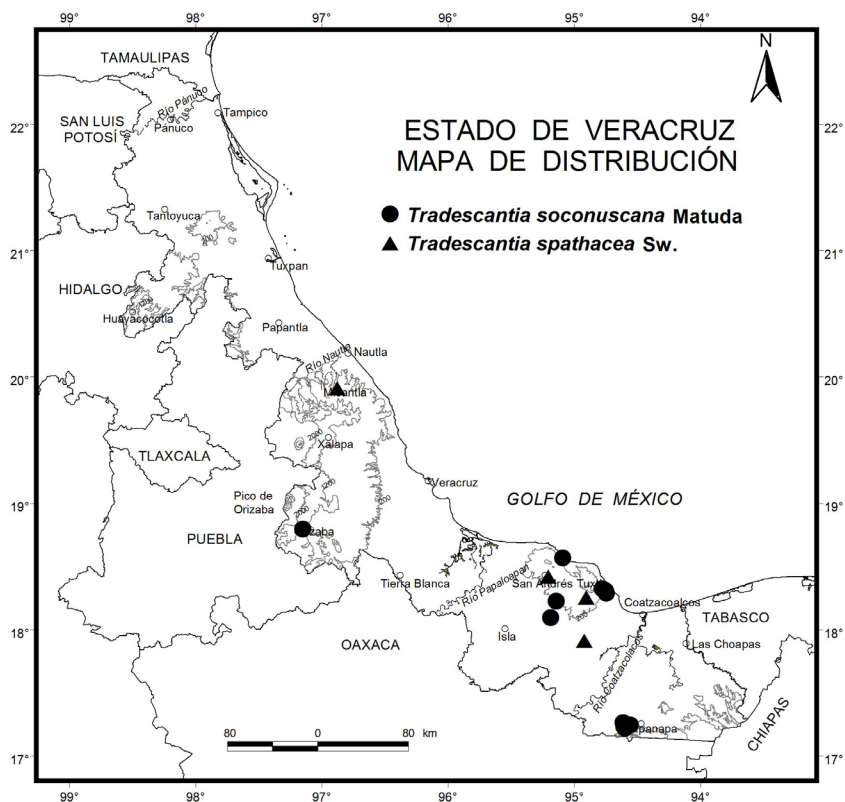 99° 98° 97° 96° 95° 94°
N
TAMAULIPAS
Río Pánuco
Tampico
SAN LUIS
POTOSÍ
Pánuco
22° 22°
ESTADO DE VERACRUZ
MAPA DE DISTRIBUCIÓN
Tradescantia soconuscana Matuda
Tradescantia spathacea Sw.
Tantoyuca
21° 21°
Tuxpan
HIDALGO
Huayacocotla
Papantla
Río Nautla
Nautla
20° 20°
2000
Xalapa
TLAXCALA
Veracruz
Pico de
Orizaba
1200
19° 19°
GOLFO DE MÉXICO
PUEBLA
Tierra Blanca
Río Papaloapan
San Andrés
Coatzacoalcos
TABASCO
18° 18°
Isla
OAXACA
Las Choapas
Río Coatzacolacos
CHIAPAS
80 0 80 km
17° 17°
99° 98° 97° 96° 95° 94°